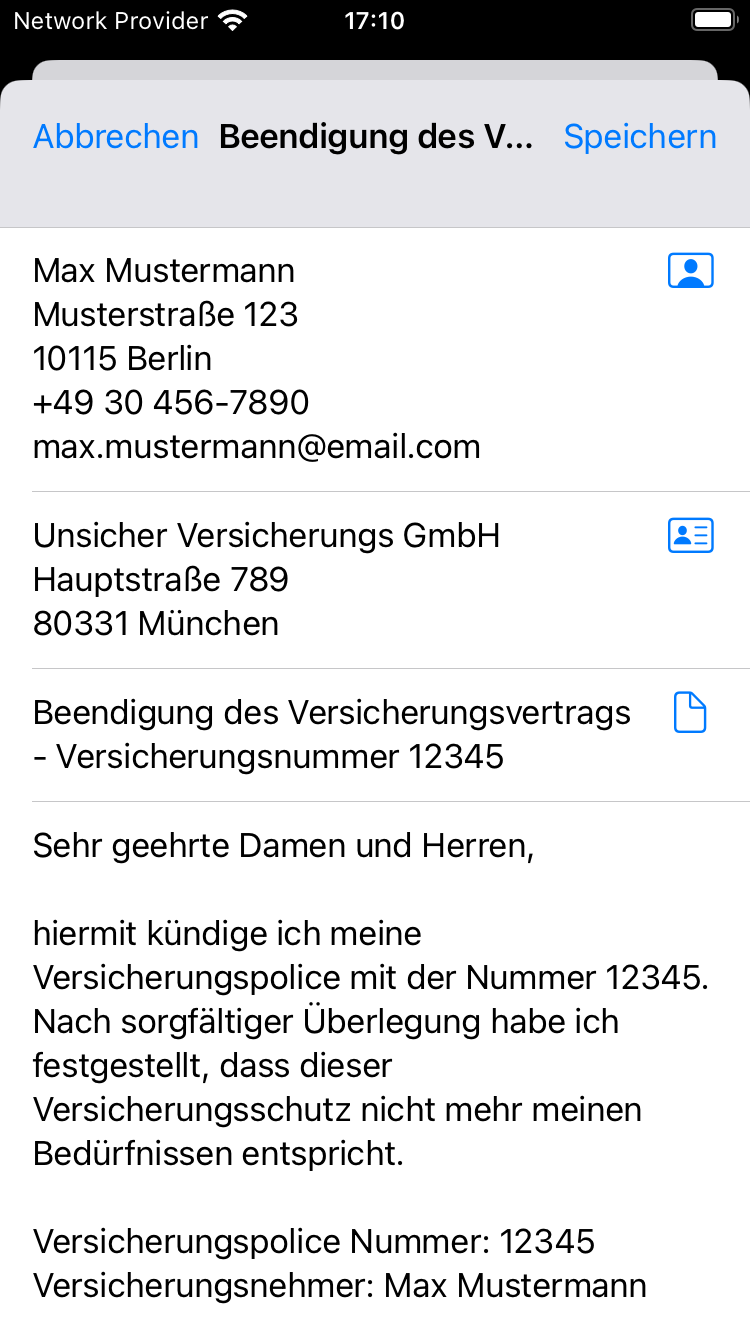 Network Provider 17:10
Abbrechen Beendigung des V... Speichern
Max Mustermann
Musterstraße 123
10115 Berlin
+49 30 456-7890
max.mustermann@email.com
Unsicher Versicherungs GmbH
Hauptstraße 789
80331 München
Beendigung des Versicherungsvertrags
- Versicherungsnummer 12345
Sehr geehrte Damen und Herren,
hiermit kündige ich meine
Versicherungspolice mit der Nummer 12345.
Nach sorgfältiger Überlegung habe ich
festgestellt, dass dieser
Versicherungsschutz nicht mehr meinen
Bedürfnissen entspricht.
Versicherungspolice Nummer: 12345
Versicherungsnehmer: Max Mustermann